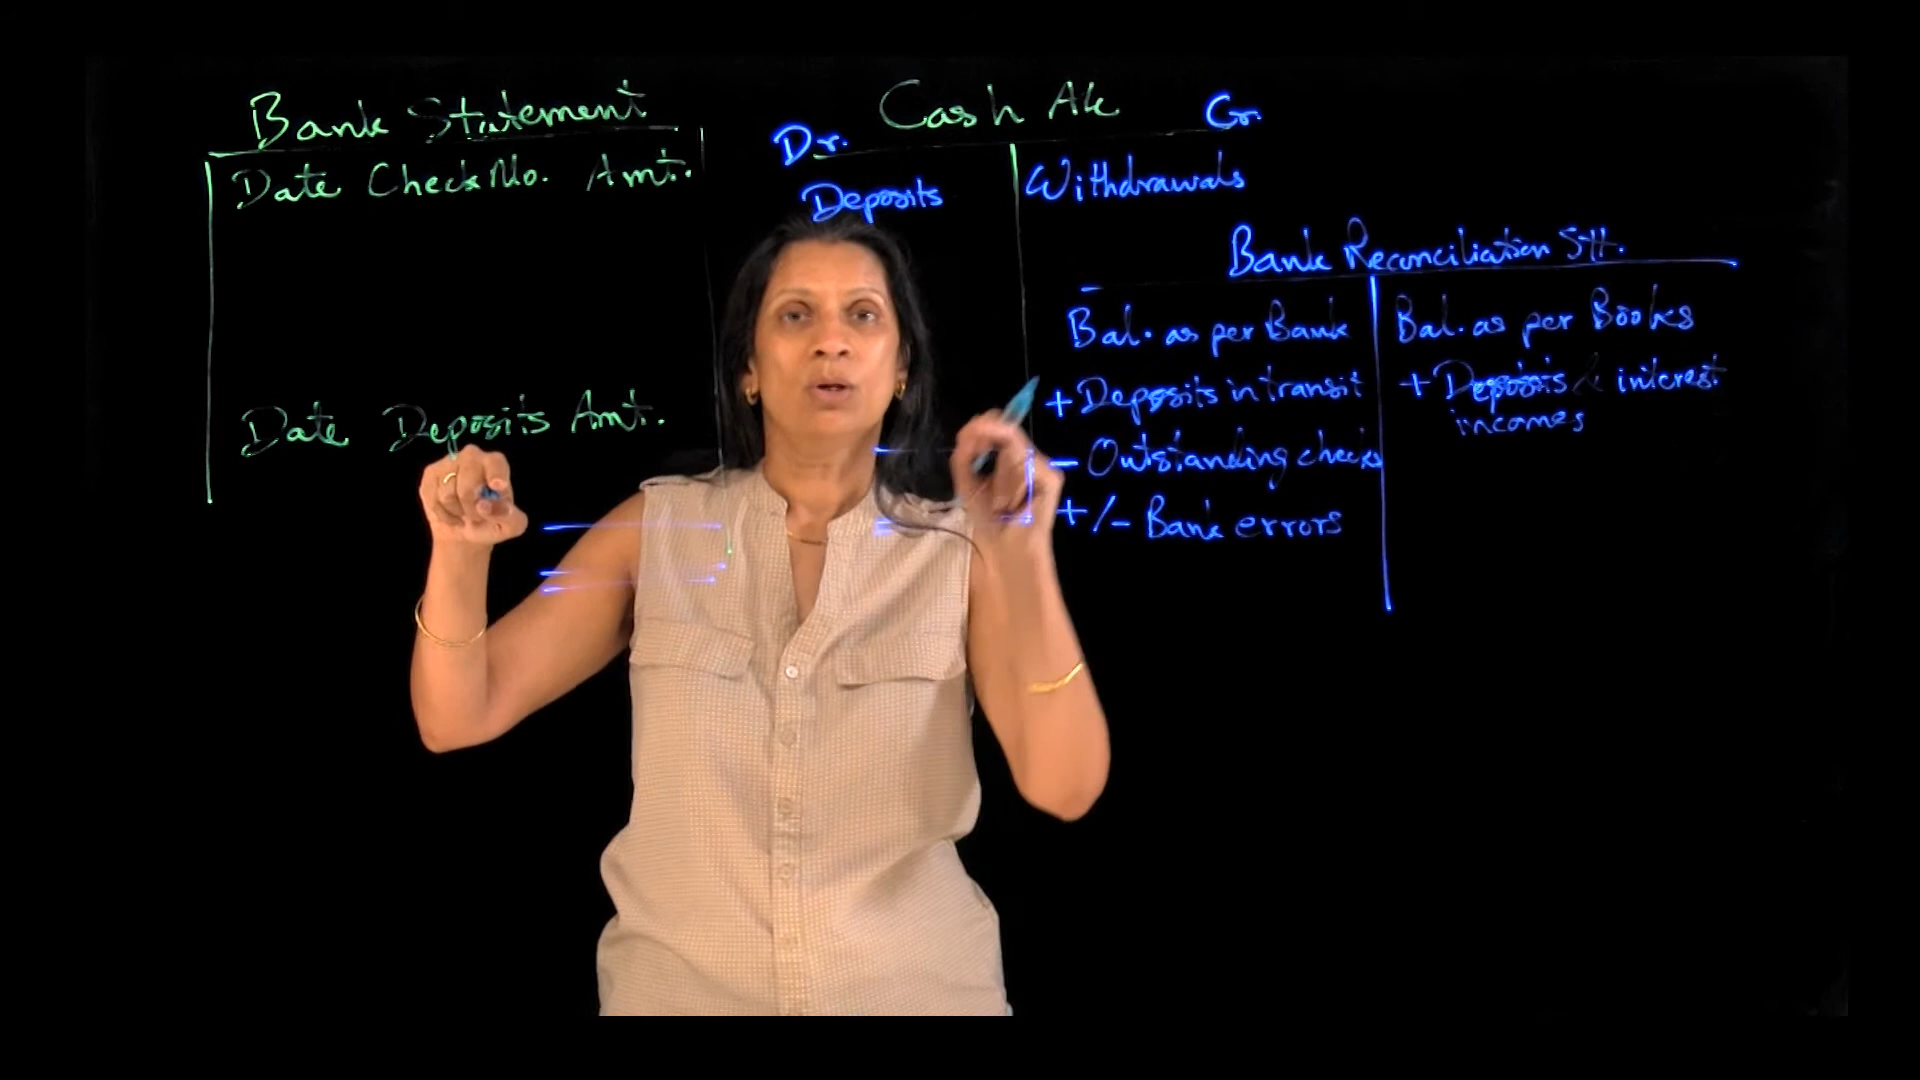 Bank Statement
Date Check No. Amt.
Date Deposits Amt.
Cash A/c
Dr.
Cr.
Deposits
Withdrawals
Bank Reconciliation Stt.
Bal. as per Bank
+ Deposits in transit
- Outstanding checks
+/- Bank errors
Bal. as per Books
+ Deposits & interest
incomes